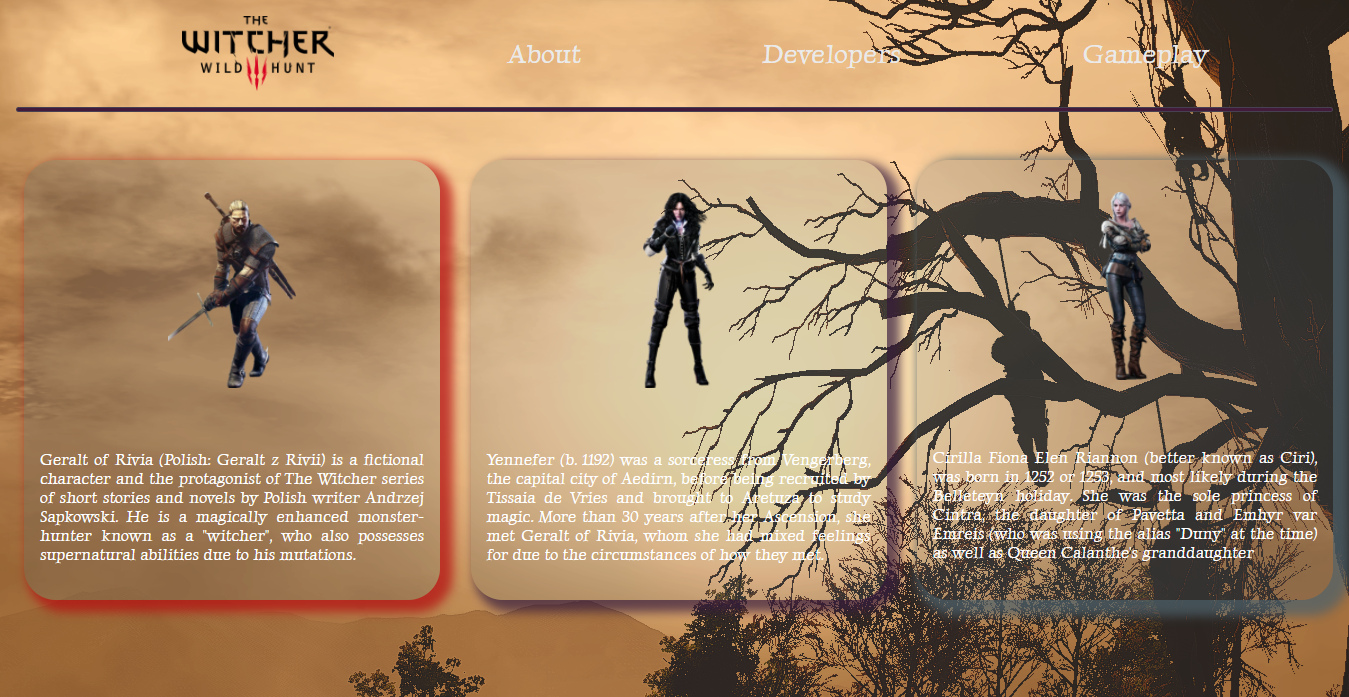 THE
WITCHER
WILD HUNT
About
Developers
Gameplay
Geralt of Rivia (Polish: Geralt z Rivii) is a fictional
character and the protagonist of The Witcher series
of short stories and novels by Polish writer Andrzej
Sapkowski. He is a magically enhanced monster-
hunter known as a "witcher", who also possesses
supernatural abilities due to his mutations.
Yennefer (b. 1192) was a sorceress from Vengerberg,
the capital city of Aedirn, before being recruited by
Tissaia de Vries and brought to Aretuza to study
magic. More than 30 years after her Ascension, she
met Geralt of Rivia, whom she had mixed feelings
for due to the circumstances of how they met.
Cirilla Fiona Elen Riannon (better known as Ciri),
was born in 1252 or 1253, and most likely during the
Belleteyn holiday. She was the sole princess of
Cintra, the daughter of Pavetta and Emhyr var
Emreis (who was using the alias "Duny" at the time)
as well as Queen Calanthe's granddaughter